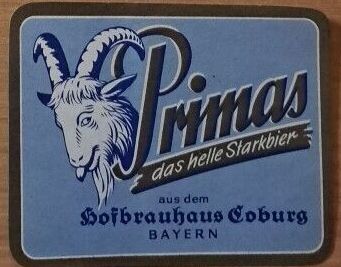 Primas
das helle Starkbier
aus dem
Hofbrauhaus Coburg
BAYERN